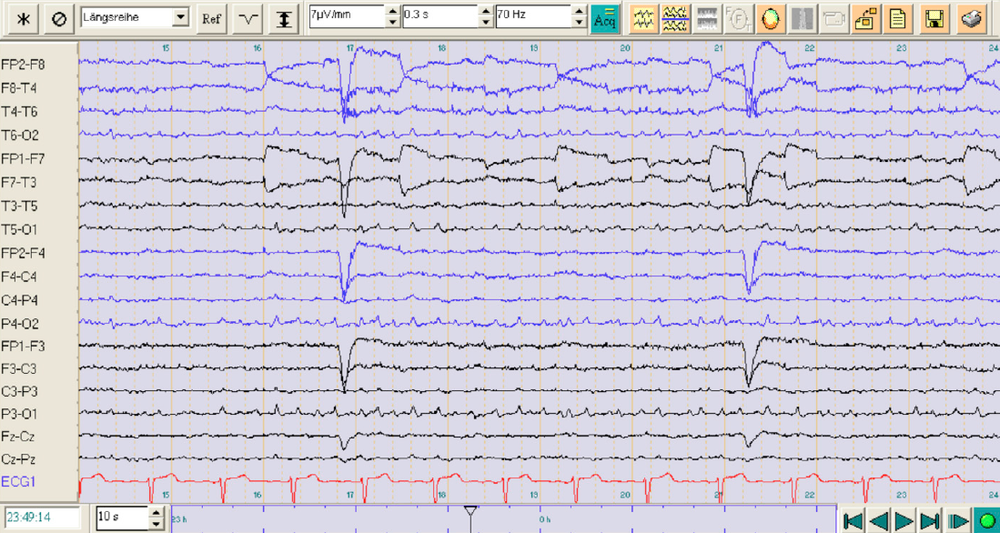 Längsreihe Ref 7µV/mm 0.3 s 70 Hz Acq
15 16 17 18 19 20 21 22 23 24
FP2-F8
F8-T4
T4-T6
T6-O2
FP1-F7
F7-T3
T3-T5
T5-O1
FP2-F4
F4-C4
C4-P4
P4-O2
FP1-F3
F3-C3
C3-P3
P3-O1
Fz-Cz
Cz-Pz
ECG1
15 16 17 18 19 20 21 22 23 24
23:49:14 10 s 23 h 0 h